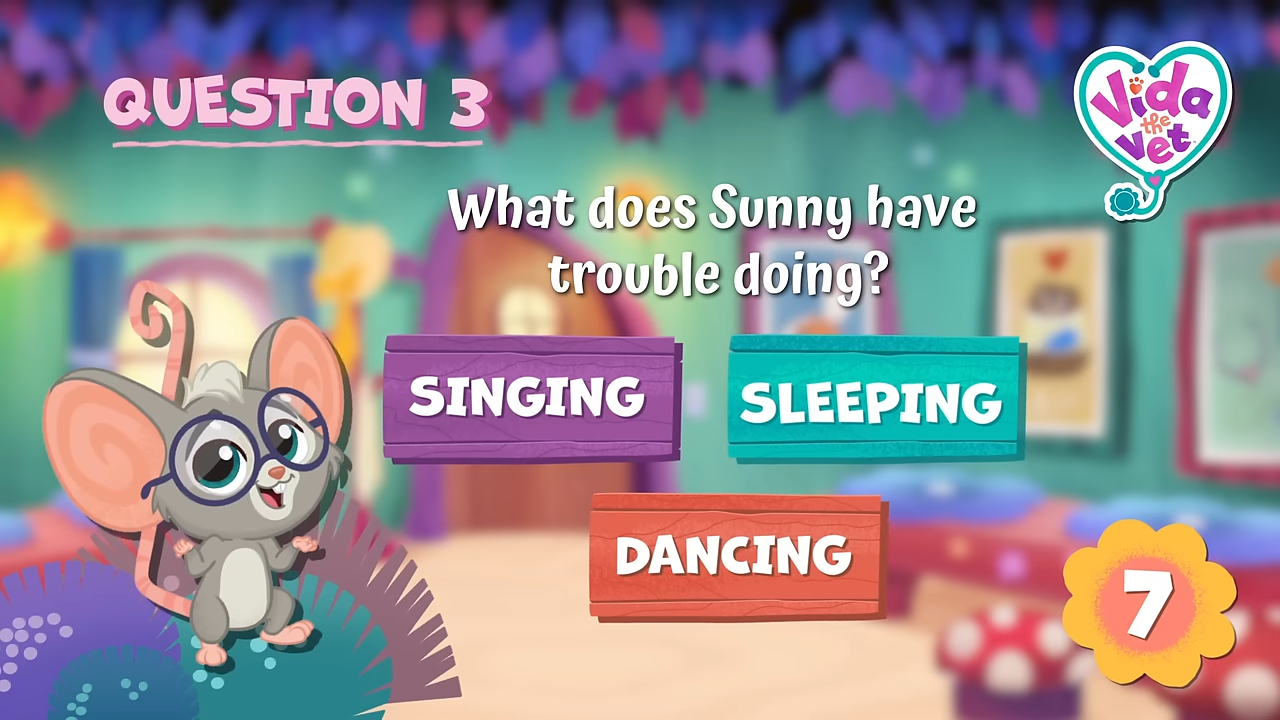 QUESTION 3
Vida
the
Vet
What does Sunny have
trouble doing?
SINGING
SLEEPING
DANCING
7